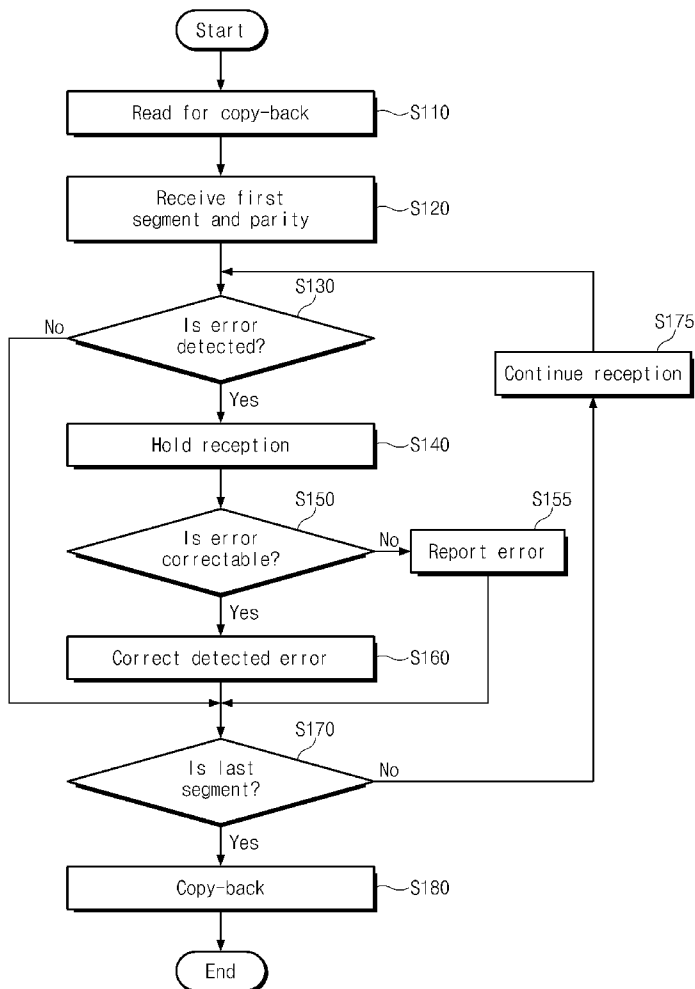 Start
Read for copy-back
S110
Receive first
segment and parity
S120
S130
No
Is error
detected?
Yes
S175
Continue reception
Hold reception
S140
S150
Is error
correctable?
No
S155
Report error
Yes
Correct detected error
S160
S170
Is last
segment?
No
Yes
Copy-back
S180
End